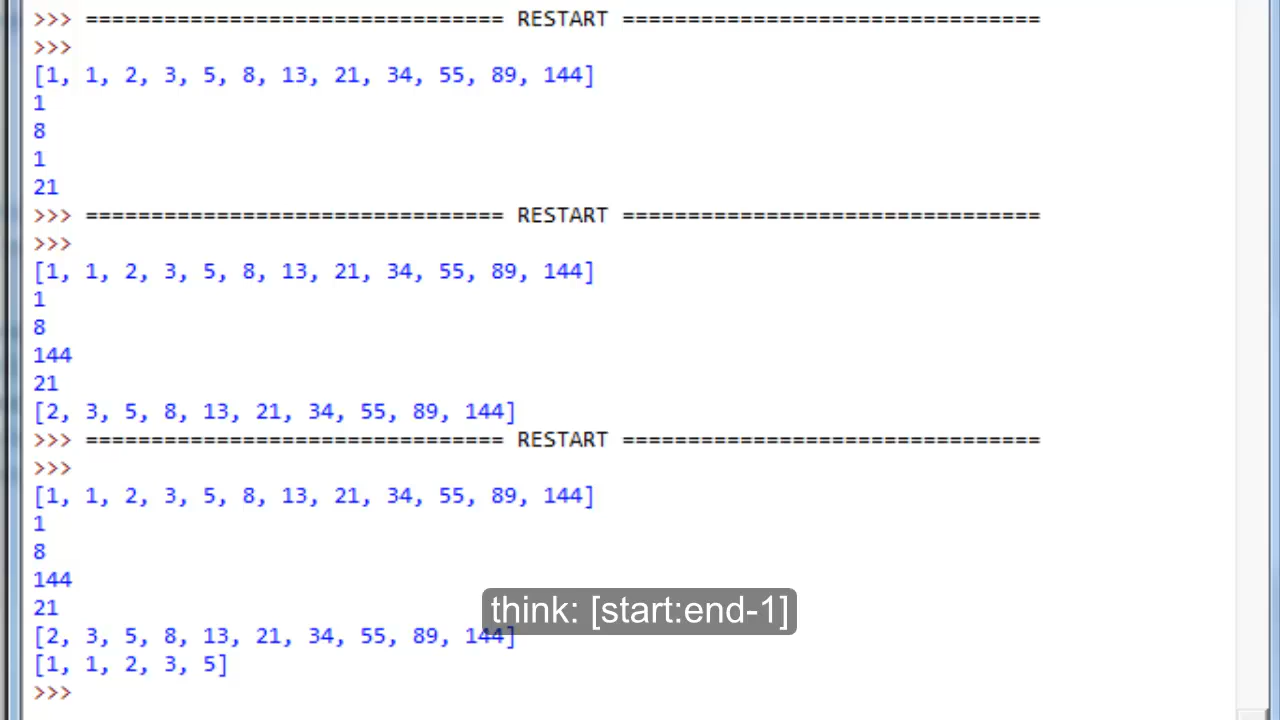 >>> ================================ RESTART ================================
>>>
[1, 1, 2, 3, 5, 8, 13, 21, 34, 55, 89, 144]
1
8
1
21
>>> ================================ RESTART ================================
>>>
[1, 1, 2, 3, 5, 8, 13, 21, 34, 55, 89, 144]
1
8
144
21
[2, 3, 5, 8, 13, 21, 34, 55, 89, 144]
>>> ================================ RESTART ================================
>>>
[1, 1, 2, 3, 5, 8, 13, 21, 34, 55, 89, 144]
1
8
144
21
think: [start:end-1]
[2, 3, 5, 8, 13, 21, 34, 55, 89, 144]
[1, 1, 2, 3, 5]
>>>